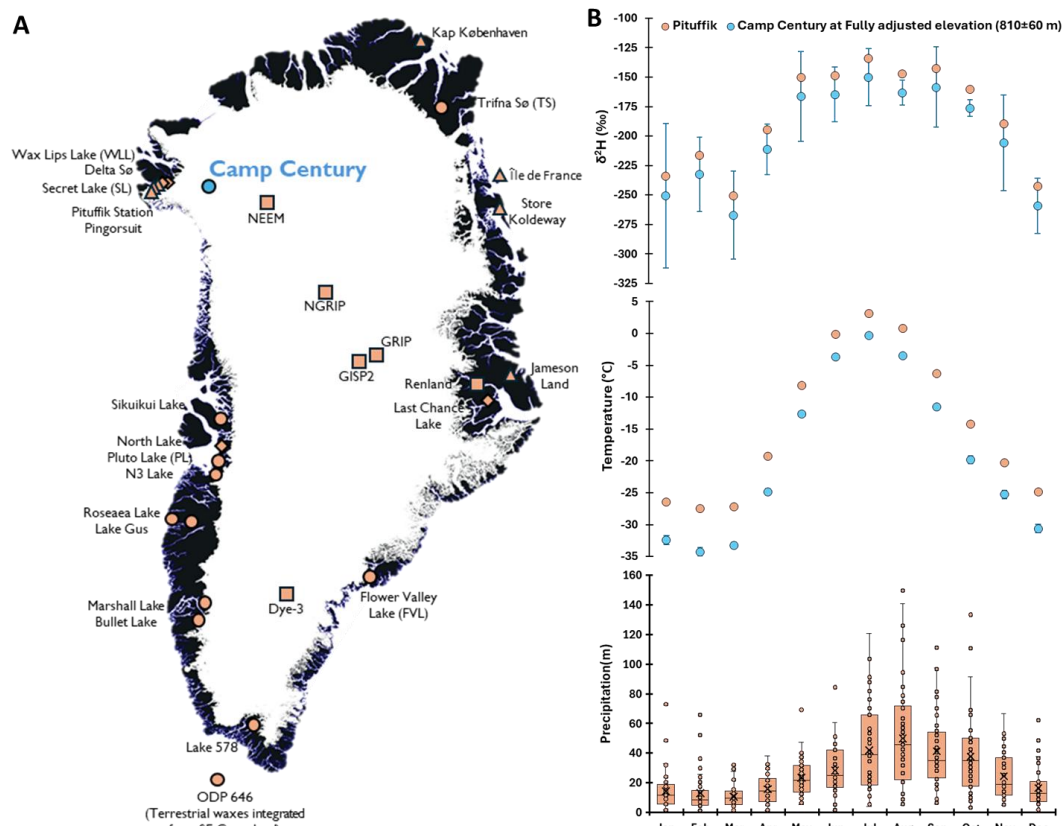 A
Kap Københaven
Trifna Sø (TS)
Wax Lips Lake (WLL)
Delta Sø
Secret Lake (SL)
Pituffik Station
Pingorsuit
Camp Century
NEEM
Île de France
Store
Koldeway
NGRIP
GRIP
GISP2
Renland
Jameson
Land
Last Chance
Lake
Sikuikui Lake
North Lake
Pluto Lake (PL)
N3 Lake
Roseaea Lake
Lake Gus
Marshall Lake
Bullet Lake
Dye-3
Flower Valley
Lake (FVL)
Lake 578
ODP 646
(Terrestrial waxes integrated
B
Pituffik
Camp Century at Fully adjusted elevation (810±60 m)
δ²H (‰)
-100
-125
-150
-175
-200
-225
-250
-275
-300
-325
Temperature (°C)
5
0
-5
-10
-15
-20
-25
-30
-35
Precipitation(m)
160
140
120
100
80
60
40
20
0